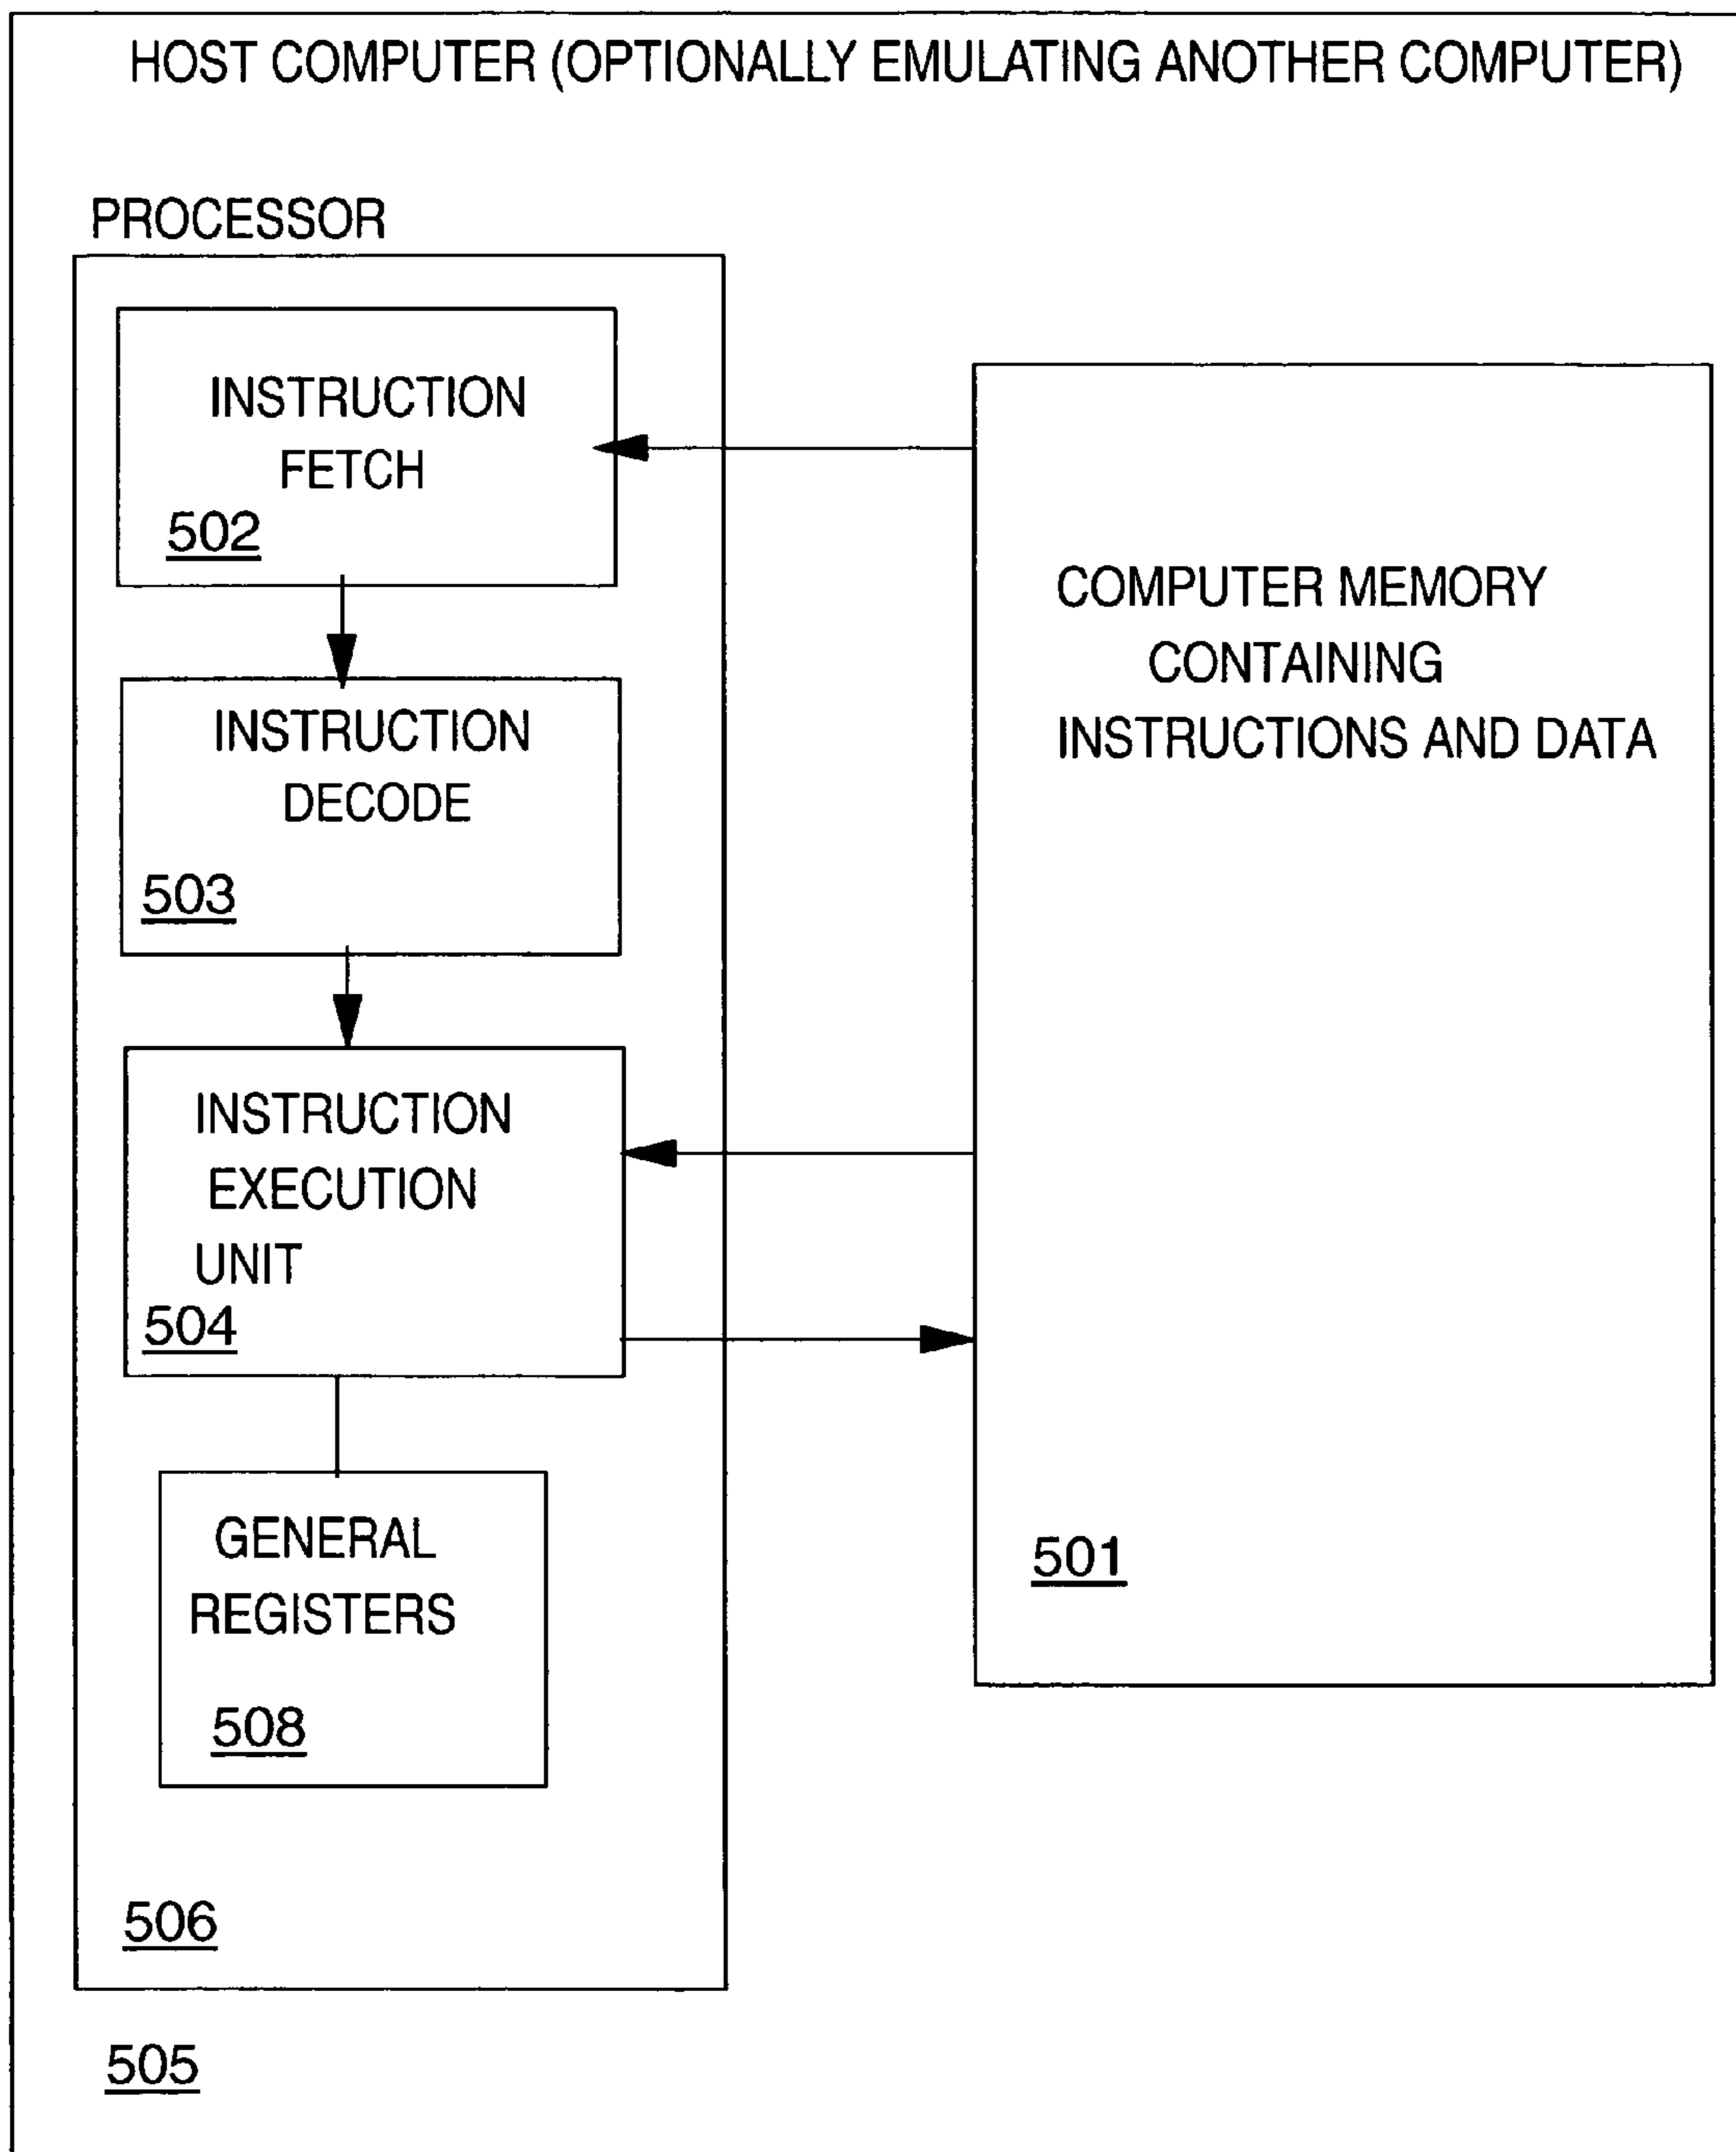 HOST COMPUTER (OPTIONALLY EMULATING ANOTHER COMPUTER)
PROCESSOR
INSTRUCTION
FETCH
502
INSTRUCTION
DECODE
503
INSTRUCTION
EXECUTION
UNIT
504
GENERAL
REGISTERS
508
506
505
COMPUTER MEMORY
CONTAINING
INSTRUCTIONS AND DATA
501